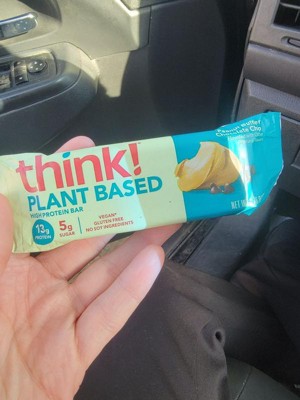 think!
PLANT BASED
HIGH PROTEIN BAR
13g
PROTEIN
5g
SUGAR
VEGAN*
GLUTEN FREE
NO SOY INGREDIENTS
Peanut Butter
Chocolate Chip
NET W